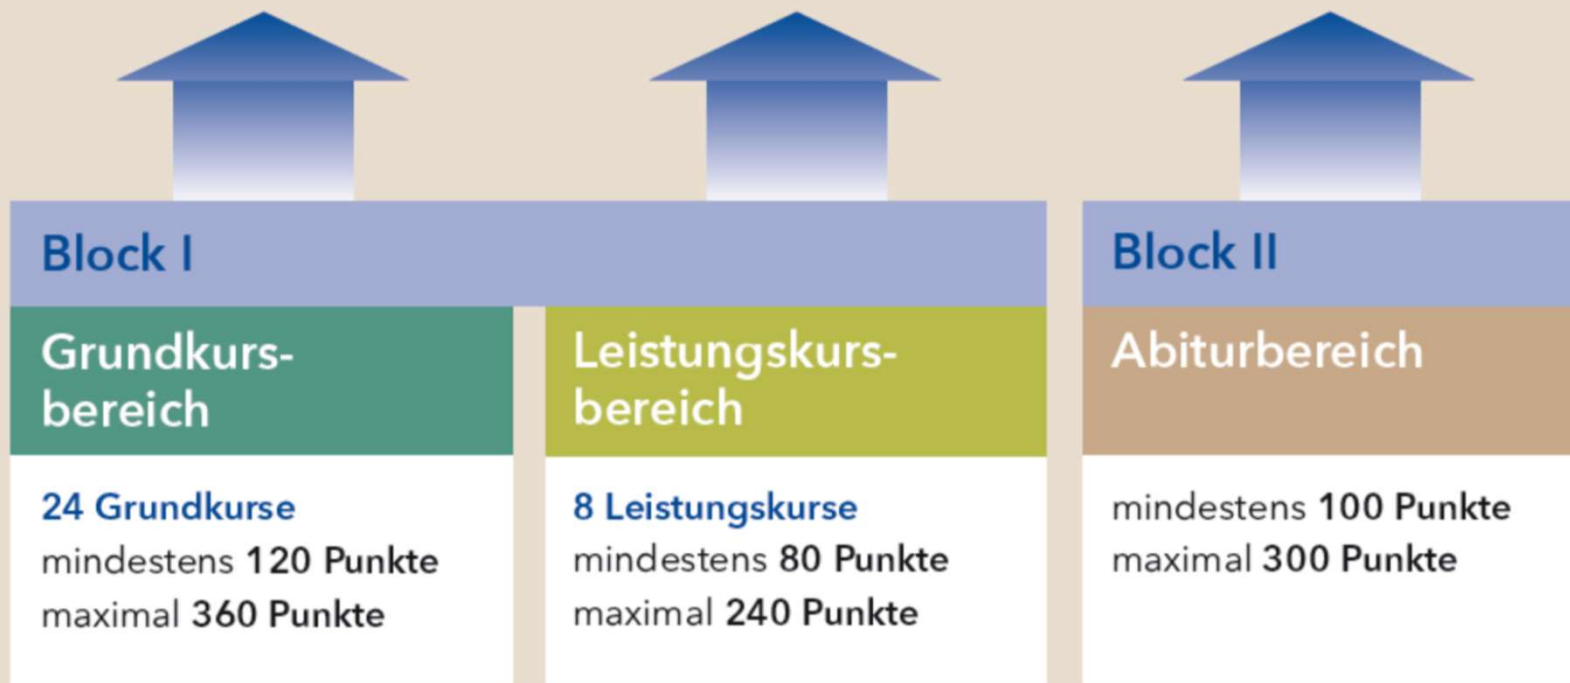 Block I
Grundkurs-
bereich
24 Grundkurse
mindestens 120 Punkte
maximal 360 Punkte
Leistungskurs-
bereich
8 Leistungskurse
mindestens 80 Punkte
maximal 240 Punkte
Block II
Abiturbereich
mindestens 100 Punkte
maximal 300 Punkte